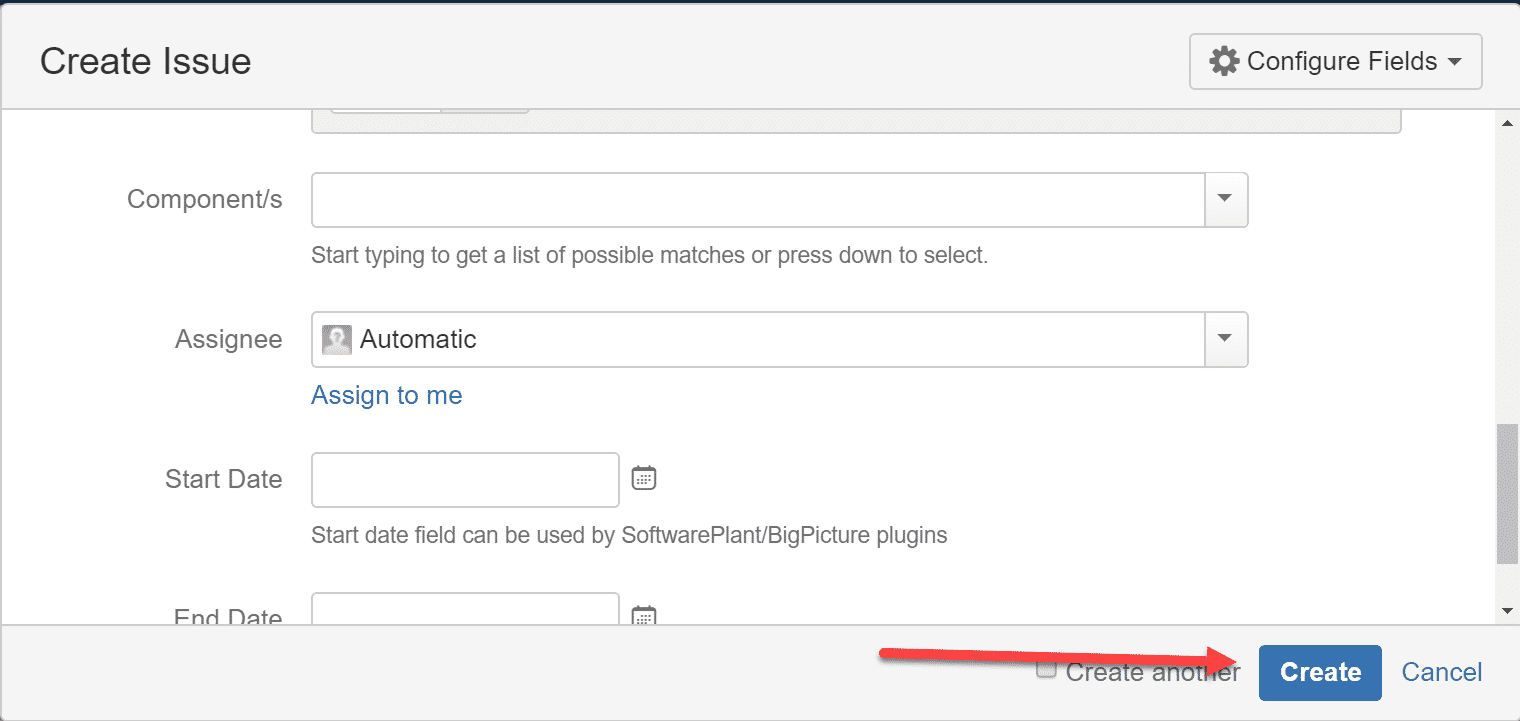 Create Issue
Configure Fields
Component/s
Start typing to get a list of possible matches or press down to select.
Assignee
Automatic
Assign to me
Start Date
Start date field can be used by SoftwarePlant/BigPicture plugins
End Date
Create another
Create
Cancel